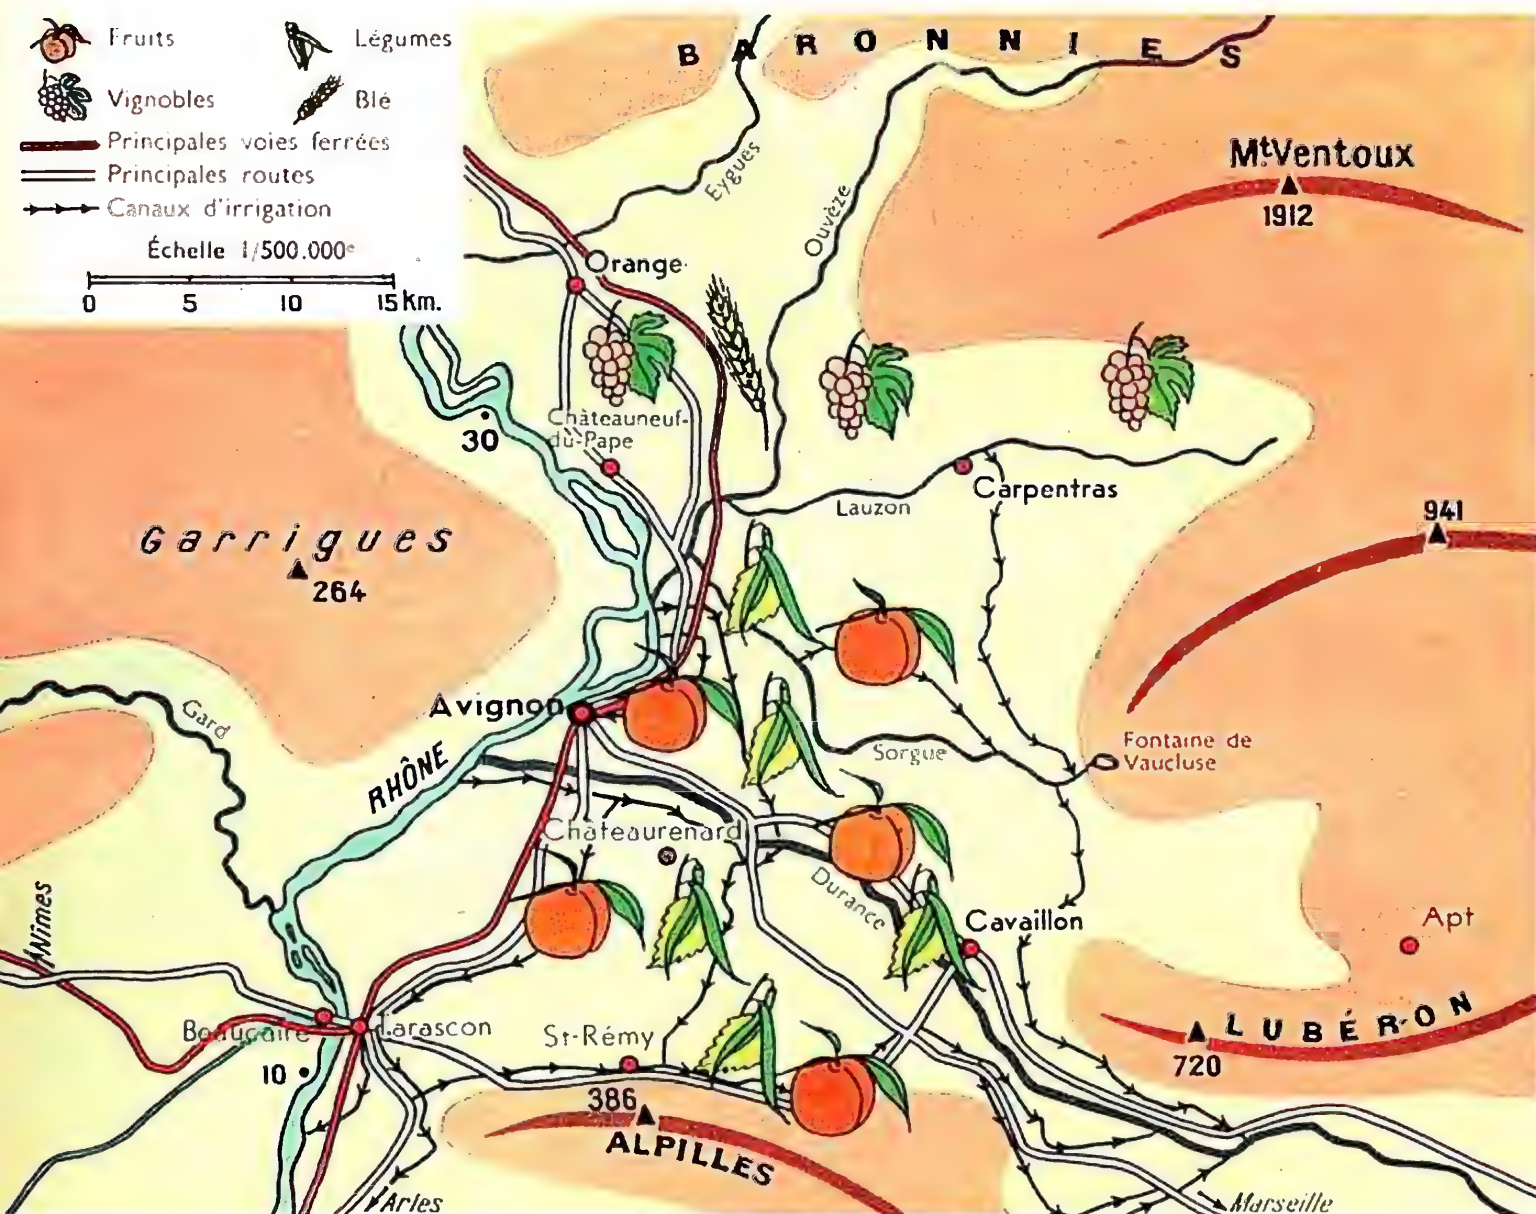 Fruits
Légumes
Vignobles
Blé
Principales voies ferrées
Principales routes
Canaux d'irrigation
Échelle 1/500.000e
0 5 10 15 km.
BARONNIES
Mt Ventoux
1912
Eygues
Ouvèze
Orange
30
Châteauneuf-
du-Pape
Lauzon
Carpentras
941
Garrigues
264
Avignon
Gard
RHÔNE
Sorgue
Fontaine de
Vaucluse
Châteaurenard
Durance
Cavaillon
Apt
Nîmes
Beaucaire
Tarascon
St-Rémy
10
386
ALPILLES
LUBÉRON
720
Arles
Marseille